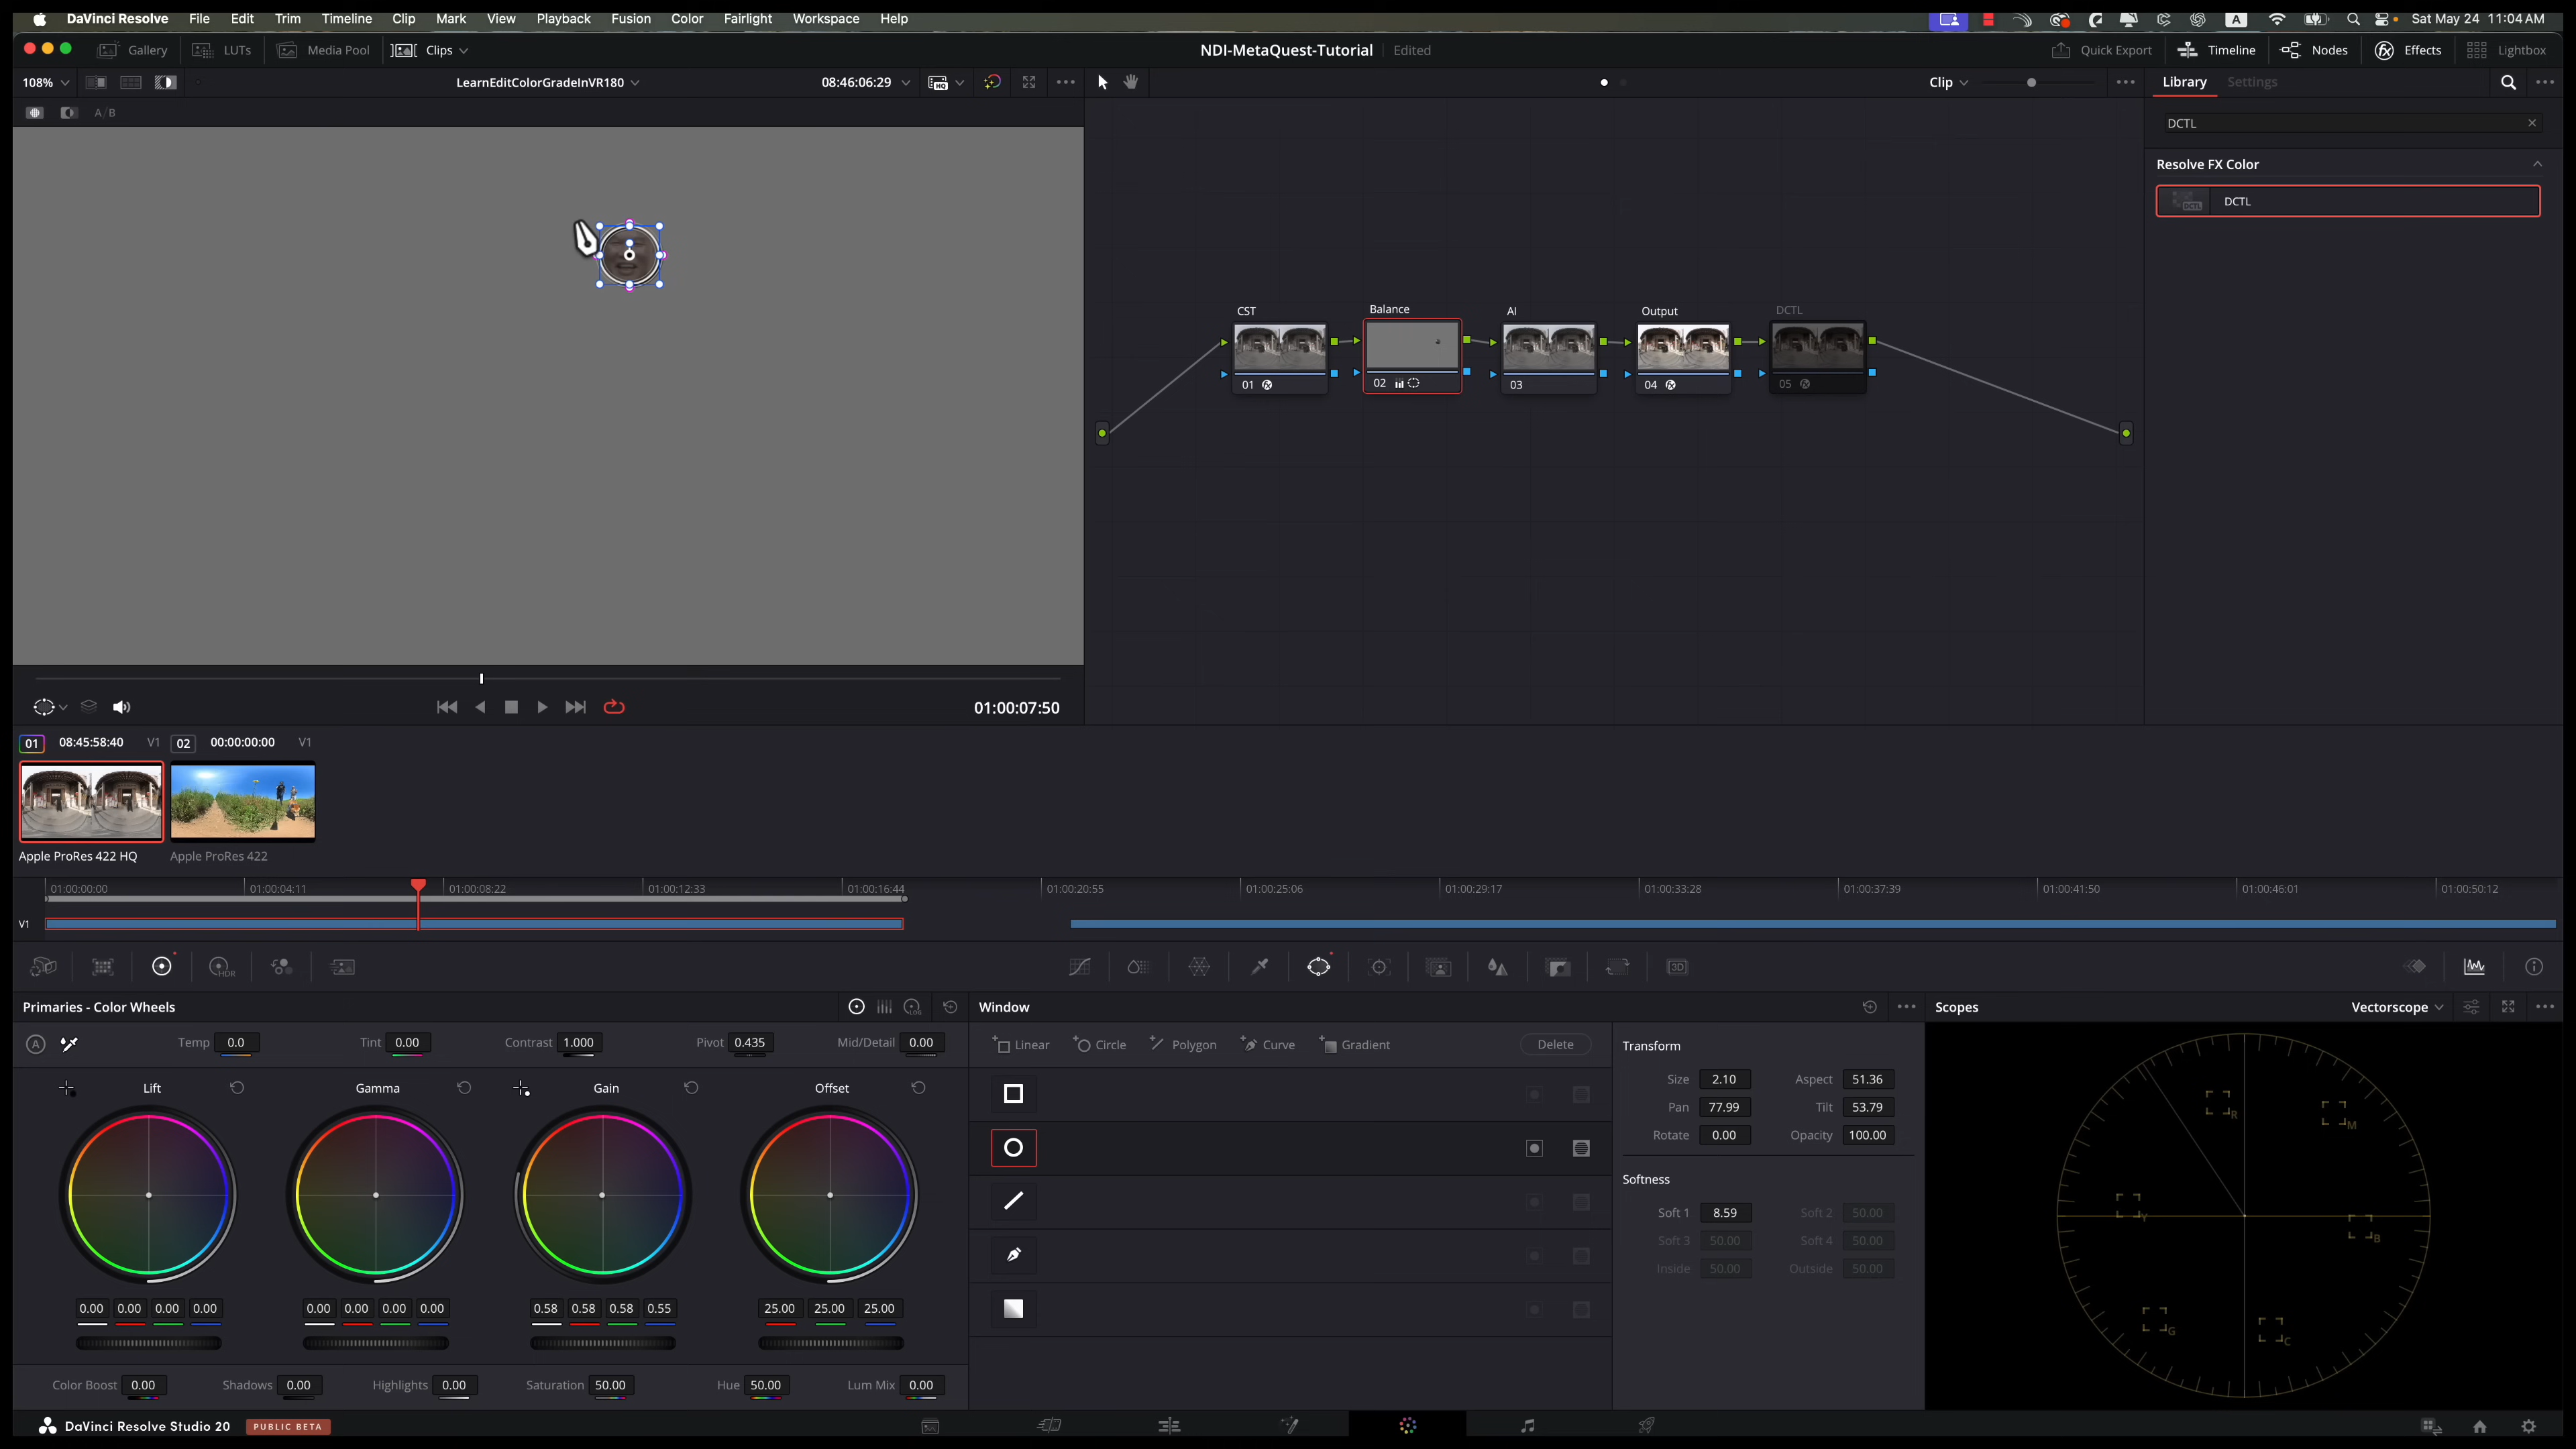 DaVinci Resolve File Edit Trim Timeline Clip Mark View Playback Fusion Color Fairlight Workspace Help A Sat May 24 11:04 AM
Gallery LUTs Media Pool Clips NDI-MetaQuest-Tutorial Edited Quick Export Timeline Nodes Effects Lightbox
108% LearnEditColorGradeInVR180 08:46:06:29 HQ Clip Library Settings
A/B
DCTL
Resolve FX Color
DCTL DCTL
CST Balance AI Output DCTL
01 02 03 04 05
01:00:07:50
01 08:45:58:40 V1 02 00:00:00:00 V1
Apple ProRes 422 HQ Apple ProRes 422
01:00:00:00 01:00:04:11 01:00:08:22 01:00:12:33 01:00:16:44 01:00:20:55 01:00:25:06 01:00:29:17 01:00:33:28 01:00:37:39 01:00:41:50 01:00:46:01 01:00:50:12
V1
HDR 3D
Primaries - Color Wheels LOG Window Scopes Vectorscope
A Temp 0.0 Tint 0.00 Contrast 1.000 Pivot 0.435 Mid/Detail 0.00
Linear Circle Polygon Curve Gradient Delete
Transform
Size 2.10 Aspect 51.36
Pan 77.99 Tilt 53.79
Rotate 0.00 Opacity 100.00
Softness
Soft 1 8.59 Soft 2 50.00
Soft 3 50.00 Soft 4 50.00
Inside 50.00 Outside 50.00
R M Y B G C
Lift Gamma Gain Offset
0.00 0.00 0.00 0.00 0.00 0.00 0.00 0.00 0.58 0.58 0.58 0.55 25.00 25.00 25.00
Color Boost 0.00 Shadows 0.00 Highlights 0.00 Saturation 50.00 Hue 50.00 Lum Mix 0.00
DaVinci Resolve Studio 20 PUBLIC BETA